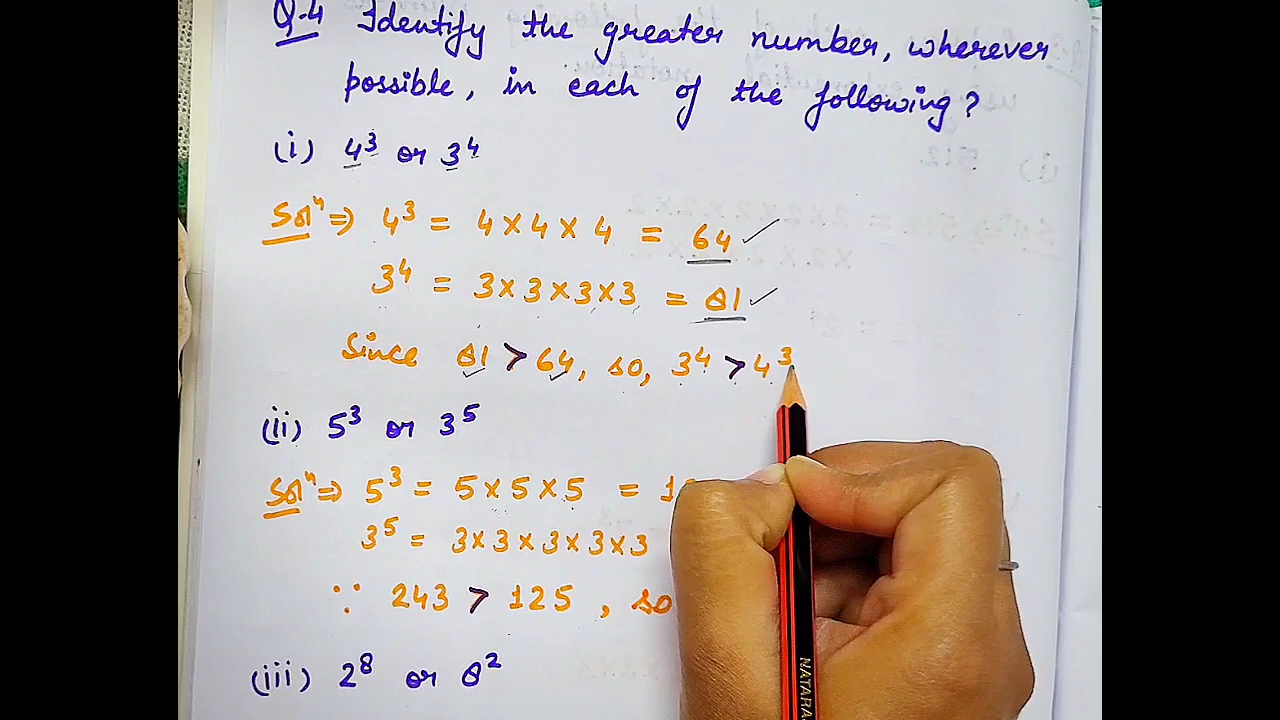 Q.4 Identify the greater number, wherever
possible, in each of the following?
(i) 4³ or 3⁴
Solⁿ⇒ 4³ = 4×4×4 = 64 ✓
3⁴ = 3×3×3×3 = 81 ✓
Since 81 > 64, so, 3⁴ > 4³
(ii) 5³ or 3⁵
Solⁿ⇒ 5³ = 5×5×5 = 1
3⁵ = 3×3×3×3×3
∵ 243 > 125, so
(iii) 2⁸ or 8²
NATARA